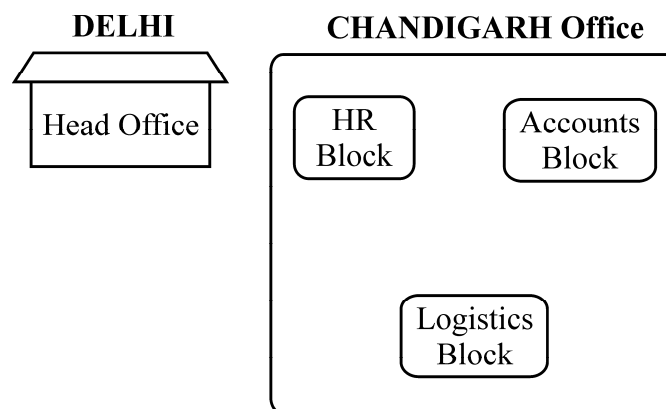 DELHI
CHANDIGARH Office
Head Office
HR
Block
Accounts
Block
Logistics
Block